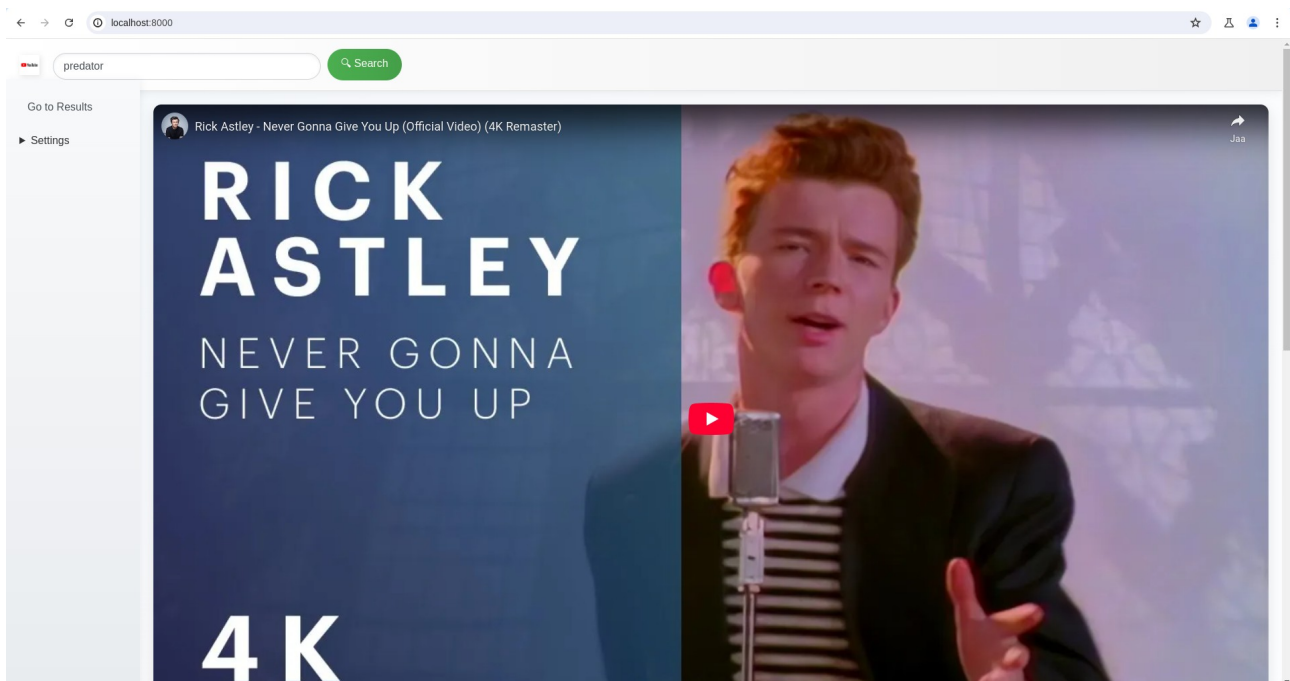 localhost:8000
predator
Search
Go to Results
Settings
Rick Astley - Never Gonna Give You Up (Official Video) (4K Remaster)
Jaa
RICK
ASTLEY
NEVER GONNA
GIVE YOU UP
4K